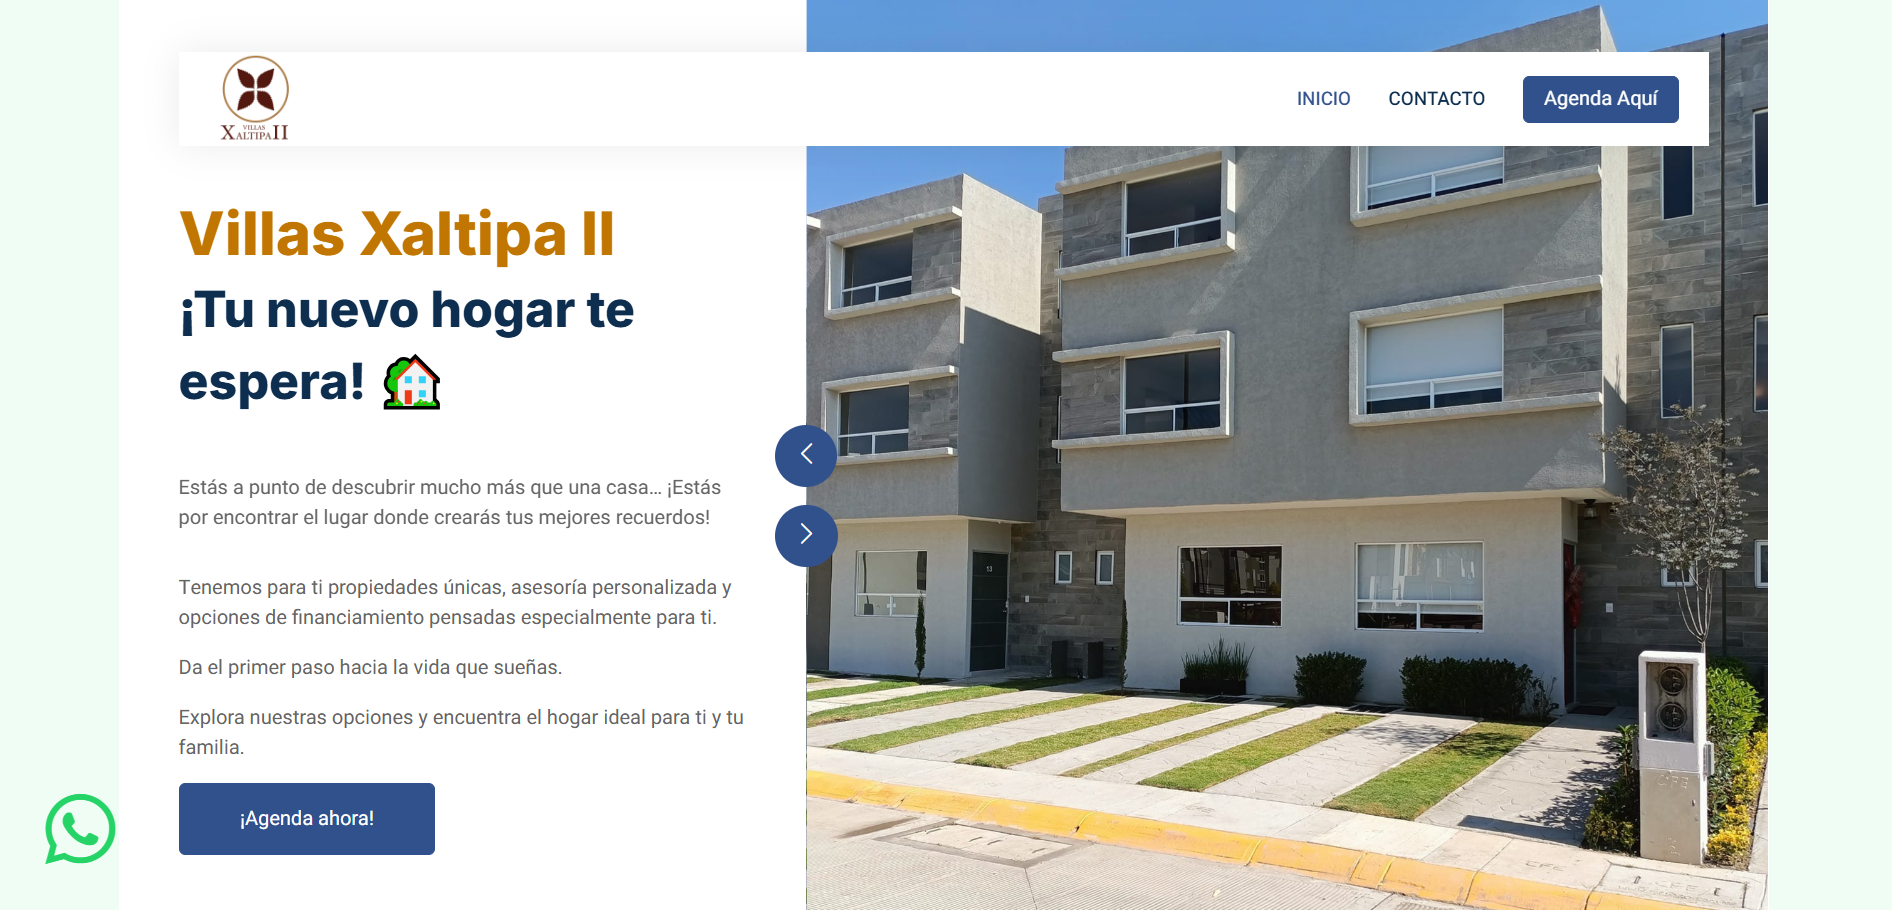 VILLAS
XALTIPA II
INICIO
CONTACTO
Agenda Aquí
Villas Xaltipa II
¡Tu nuevo hogar te
espera!
Estás a punto de descubrir mucho más que una casa... ¡Estás
por encontrar el lugar donde crearás tus mejores recuerdos!
Tenemos para ti propiedades únicas, asesoría personalizada y
opciones de financiamiento pensadas especialmente para ti.
Da el primer paso hacia la vida que sueñas.
Explora nuestras opciones y encuentra el hogar ideal para ti y tu
familia.
¡Agenda ahora!
13
CFE
CFE